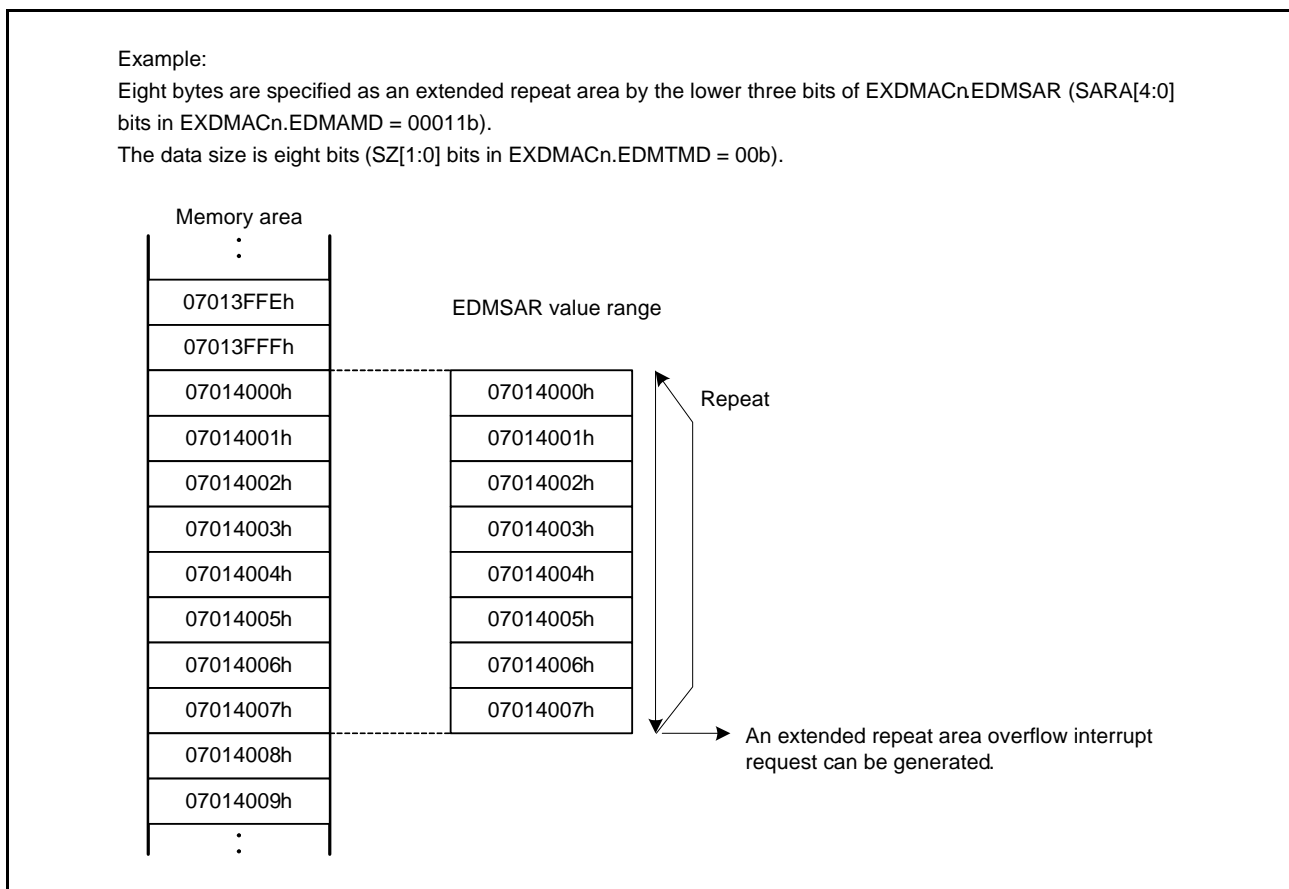 Example:
Eight bytes are specified as an extended repeat area by the lower three bits of EXDMACn.EDMSAR (SARA[4:0]
bits in EXDMACn.EDMAMD = 00011b).
The data size is eight bits (SZ[1:0] bits in EXDMACn.EDMTMD = 00b).
Memory area
07013FFEh
EDMSAR value range
07013FFFh
07014000h
07014000h
Repeat
07014001h
07014001h
07014002h
07014002h
07014003h
07014003h
07014004h
07014004h
07014005h
07014005h
07014006h
07014006h
07014007h
07014007h
An extended repeat area overflow interrupt
request can be generated.
07014008h
07014009h